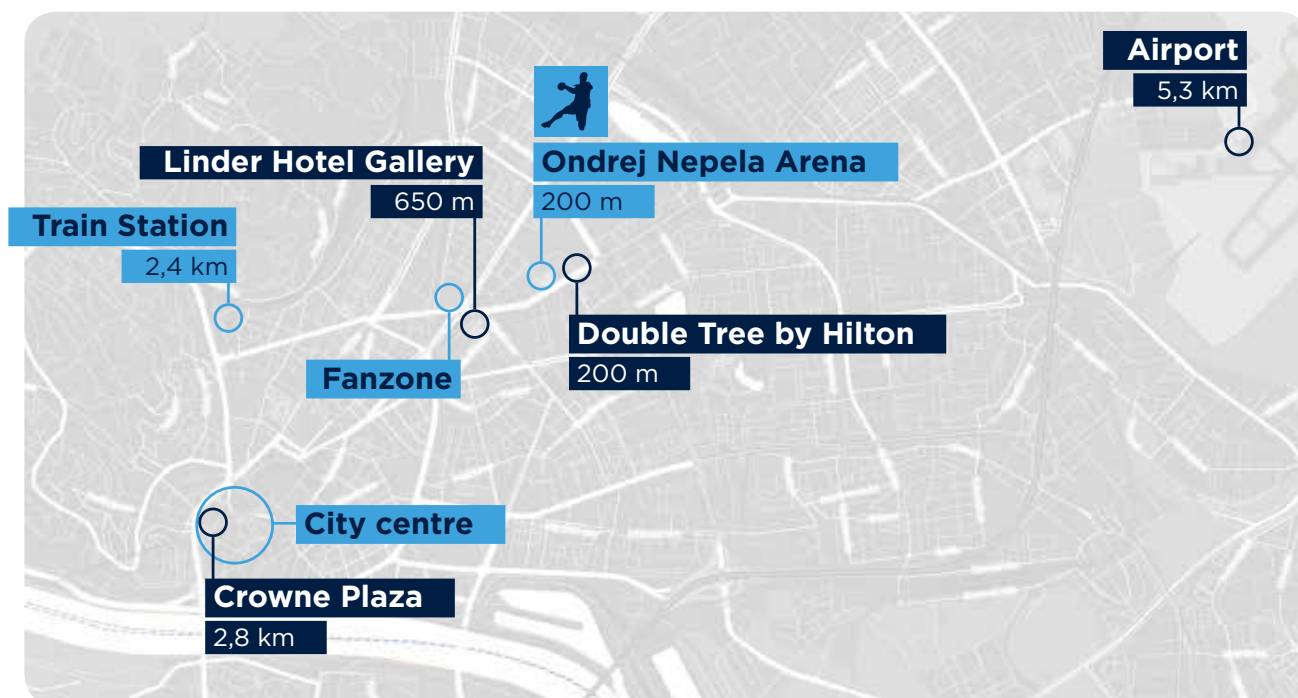 Airport
5,3 km
Linder Hotel Gallery
650 m
Ondrej Nepela Arena
200 m
Train Station
2,4 km
Double Tree by Hilton
200 m
Fanzone
City centre
Crowne Plaza
2,8 km